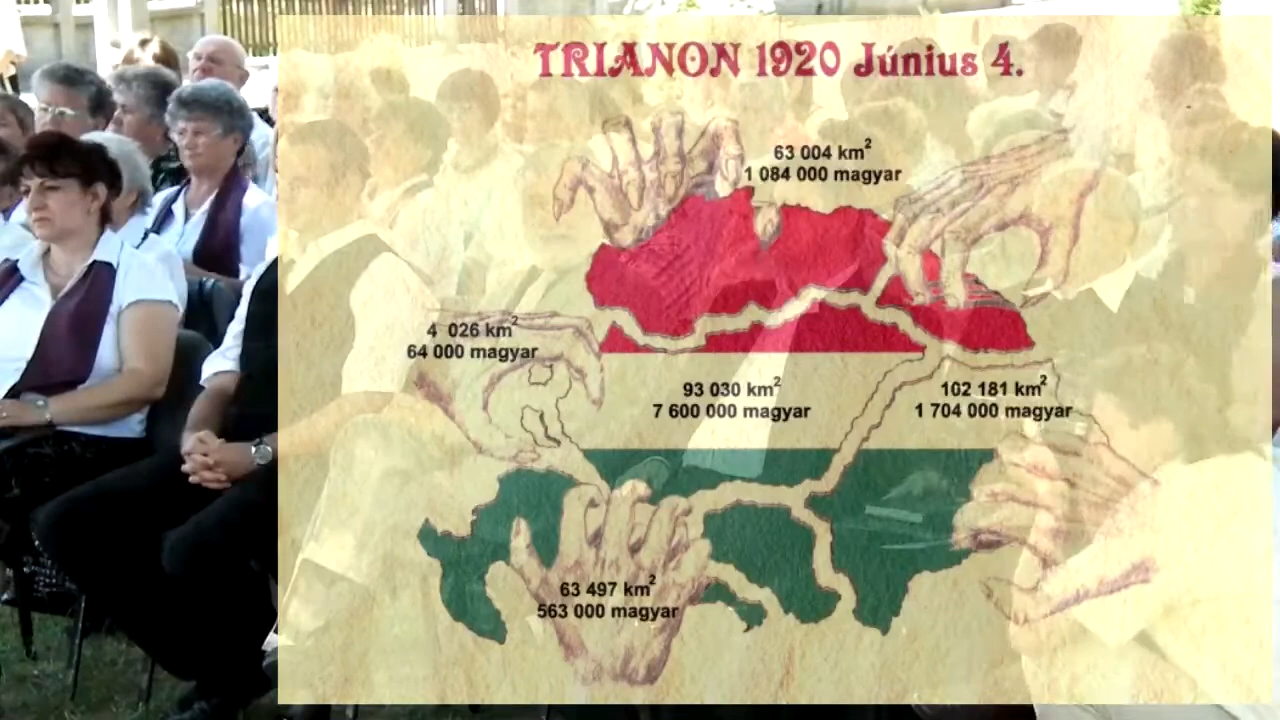 TRIANON 1920 Június 4.
63 004 km²
1 084 000 magyar
4 026 km²
64 000 magyar
93 030 km²
7 600 000 magyar
102 181 km²
1 704 000 magyar
63 497 km²
563 000 magyar